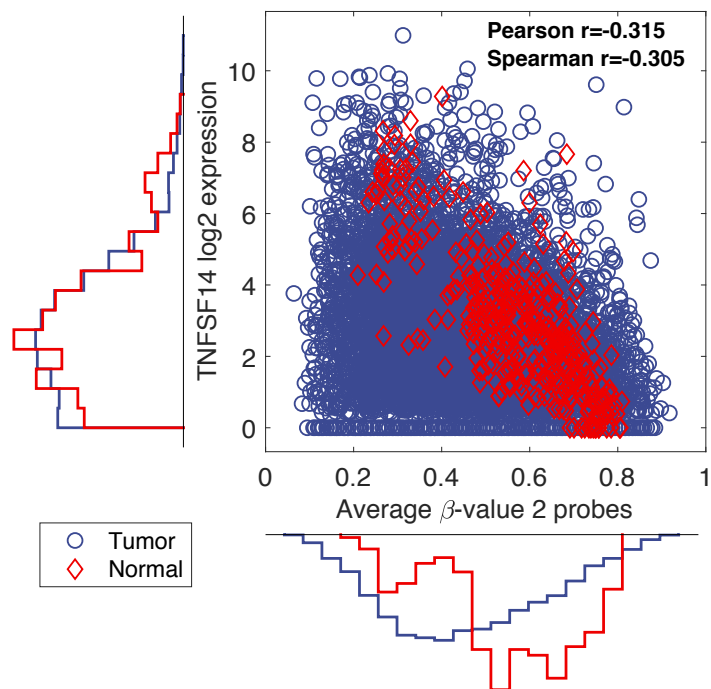 Pearson r=-0.315
Spearman r=-0.305
TNFSF14 log2 expression
10
8
6
4
2
0
0 0.2 0.4 0.6 0.8 1
Average β-value 2 probes
Tumor
Normal